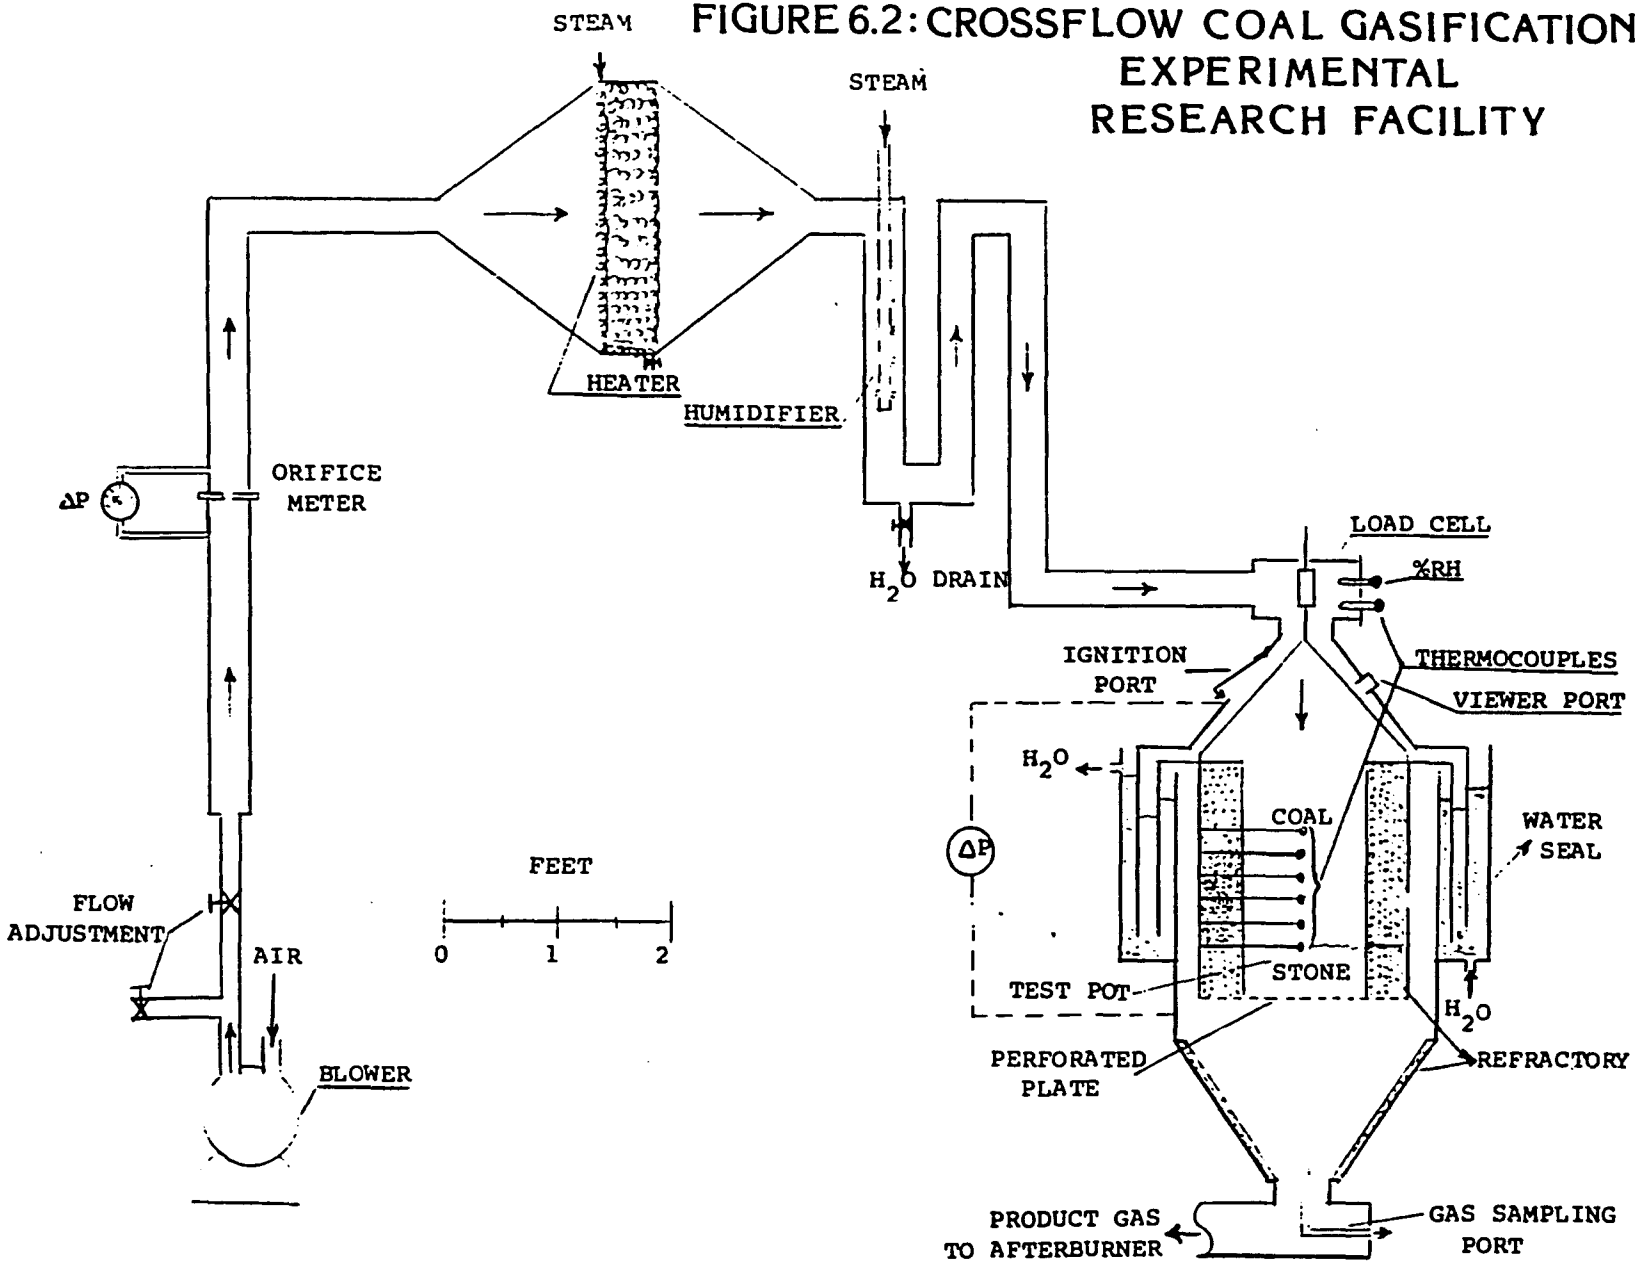 FIGURE 6.2: CROSSFLOW COAL GASIFICATION
EXPERIMENTAL
RESEARCH FACILITY
STEAM
STEAM
HEATER
HUMIDIFIER
ORIFICE
METER
ΔP
H2O DRAIN
LOAD CELL
%RH
THERMOCOUPLES
VIEWER PORT
IGNITION
PORT
H2O
ΔP
COAL
WATER
SEAL
FEET
0 1 2
FLOW
ADJUSTMENT
AIR
BLOWER
STONE
TEST POT
H2O
PERFORATED
PLATE
REFRACTORY
PRODUCT GAS
TO AFTERBURNER
GAS SAMPLING
PORT